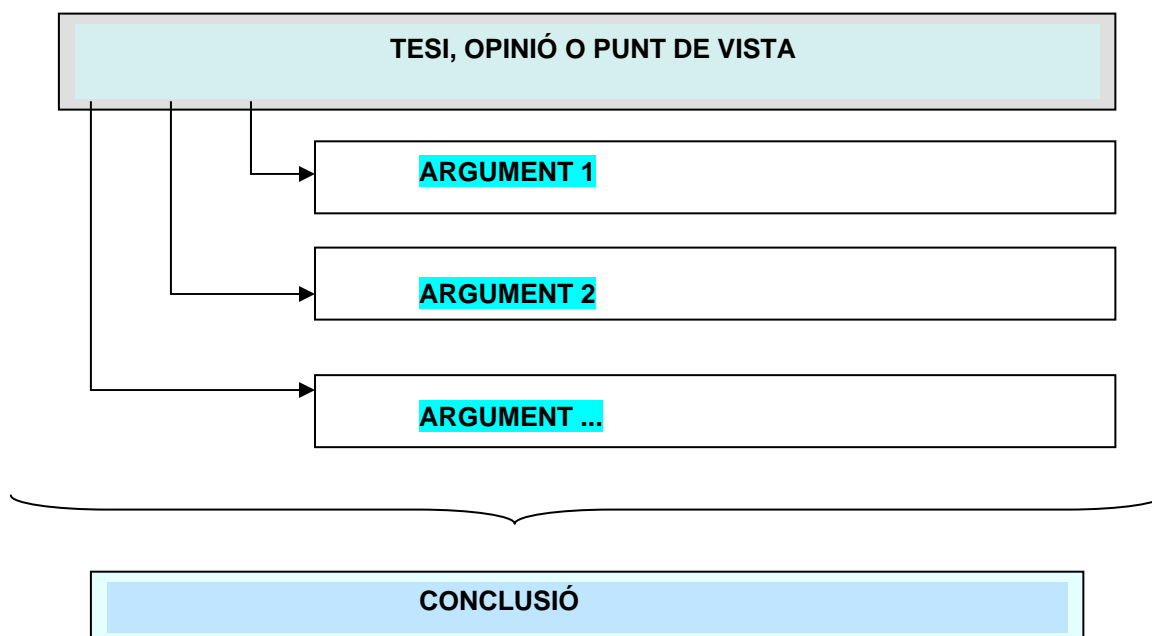 TESI, OPINIÓ O PUNT DE VISTA
ARGUMENT 1
ARGUMENT 2
ARGUMENT ...
CONCLUSIÓ